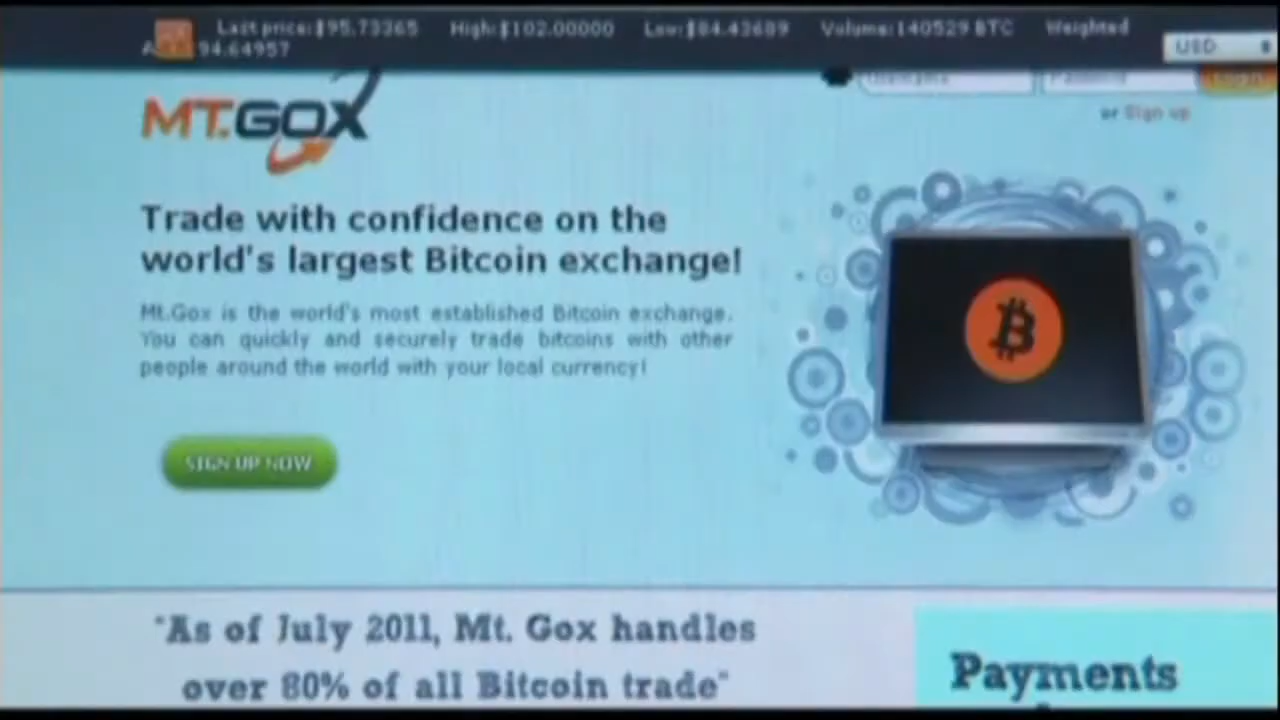 Last price:$95.73365 High:$102.00000 Low:$84.43689 Volume:140529 BTC Weighted
94.64957
USD
MT.GOX
Password
Login
or Sign up
Trade with confidence on the
world's largest Bitcoin exchange!
Mt.Gox is the world's most established Bitcoin exchange.
You can quickly and securely trade bitcoins with other
people around the world with your local currency!
SIGN UP NOW
"As of July 2011, Mt. Gox handles
over 80% of all Bitcoin trade"
Payments